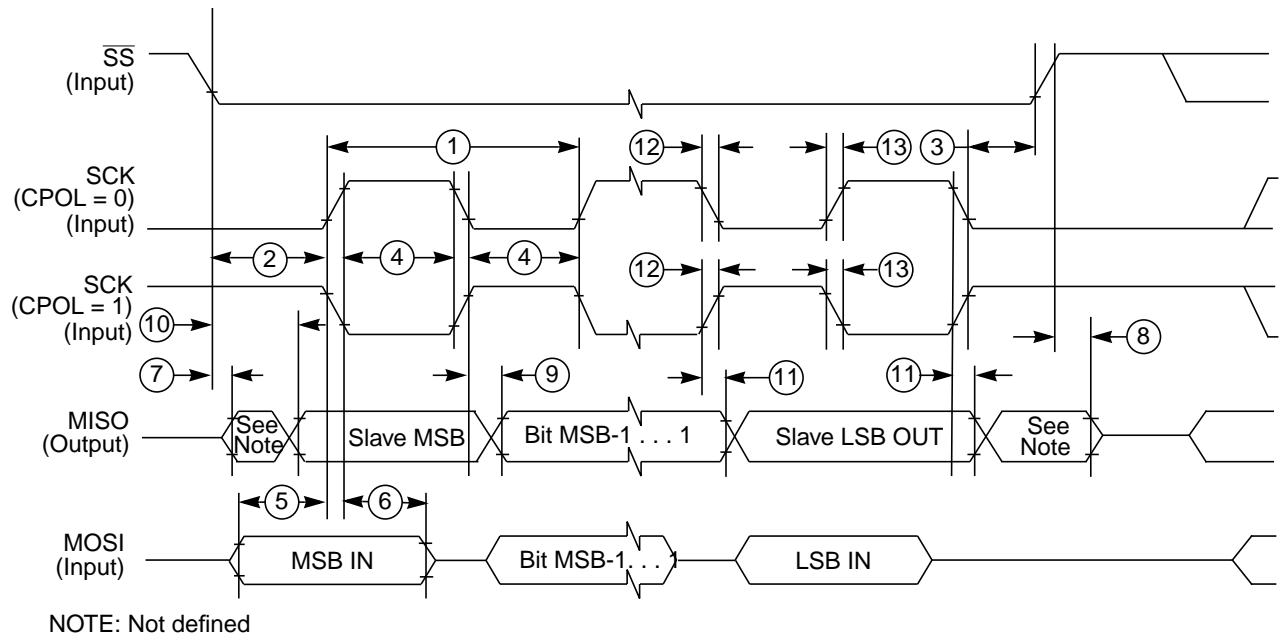 SS
(Input)
1
12
13
3
SCK
(CPOL = 0)
(Input)
2
4
4
12
13
SCK
(CPOL = 1)
(Input)
10
8
7
9
11
11
MISO
(Output)
See
Note
Slave MSB
Bit MSB-1 . . . 1
Slave LSB OUT
See
Note
5
6
MOSI
(Input)
MSB IN
Bit MSB-1. . . 1
LSB IN
NOTE: Not defined